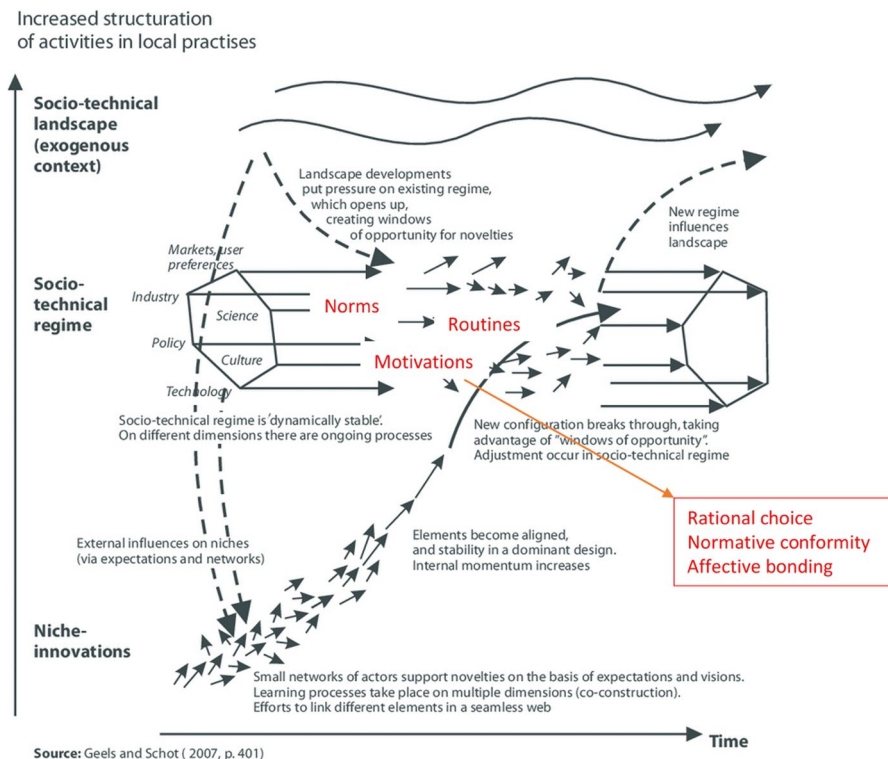 Increased structuration
of activities in local practises
Socio-technical
landscape
(exogenous
context)
Landscape developments
put pressure on existing regime,
which opens up,
creating windows
of opportunity for novelties
New regime
influences
landscape
Markets, user
preferences
Socio-
technical
regime
Industry
Science
Policy
Culture
Technology
Norms
Routines
Motivations
Socio-technical regime is 'dynamically stable'.
On different dimensions there are ongoing processes
New configuration breaks through, taking
advantage of "windows of opportunity".
Adjustment occur in socio-technical regime
Rational choice
Normative conformity
Affective bonding
External influences on niches
(via expectations and networks)
Elements become aligned,
and stability in a dominant design.
Internal momentum increases
Niche-
innovations
Small networks of actors support novelties on the basis of expectations and visions.
Learning processes take place on multiple dimensions (co-construction).
Efforts to link different elements in a seamless web
Time
Source: Geels and Schot ( 2007, p. 401)